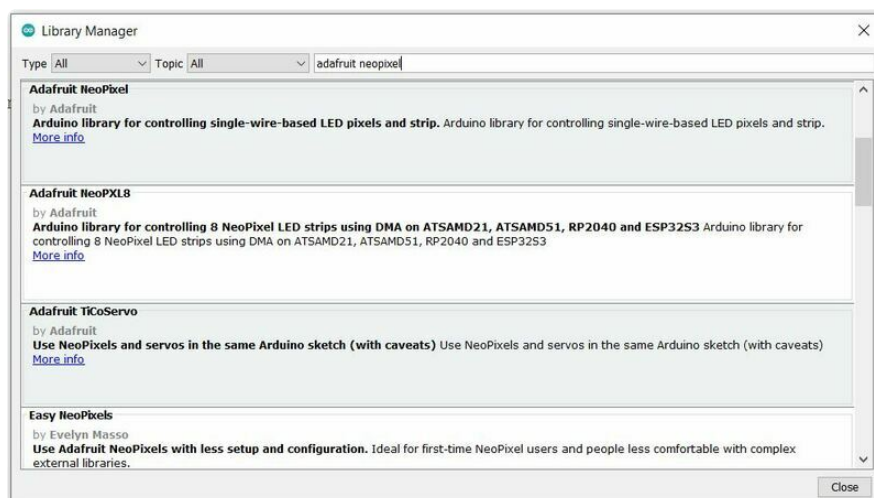 Library Manager
Type All Topic All adafruit neopixel
Adafruit NeoPixel
by Adafruit
Arduino library for controlling single-wire-based LED pixels and strip. Arduino library for controlling single-wire-based LED pixels and strip.
More info
Adafruit NeoPXL8
by Adafruit
Arduino library for controlling 8 NeoPixel LED strips using DMA on ATSAMD21, ATSAMD51, RP2040 and ESP32S3 Arduino library for
controlling 8 NeoPixel LED strips using DMA on ATSAMD21, ATSAMD51, RP2040 and ESP32S3
More info
Adafruit TiCoServo
by Adafruit
Use NeoPixels and servos in the same Arduino sketch (with caveats) Use NeoPixels and servos in the same Arduino sketch (with caveats)
More info
Easy NeoPixels
by Evelyn Masso
Use Adafruit NeoPixels with less setup and configuration. Ideal for first-time NeoPixel users and people less comfortable with complex
external libraries.
Close